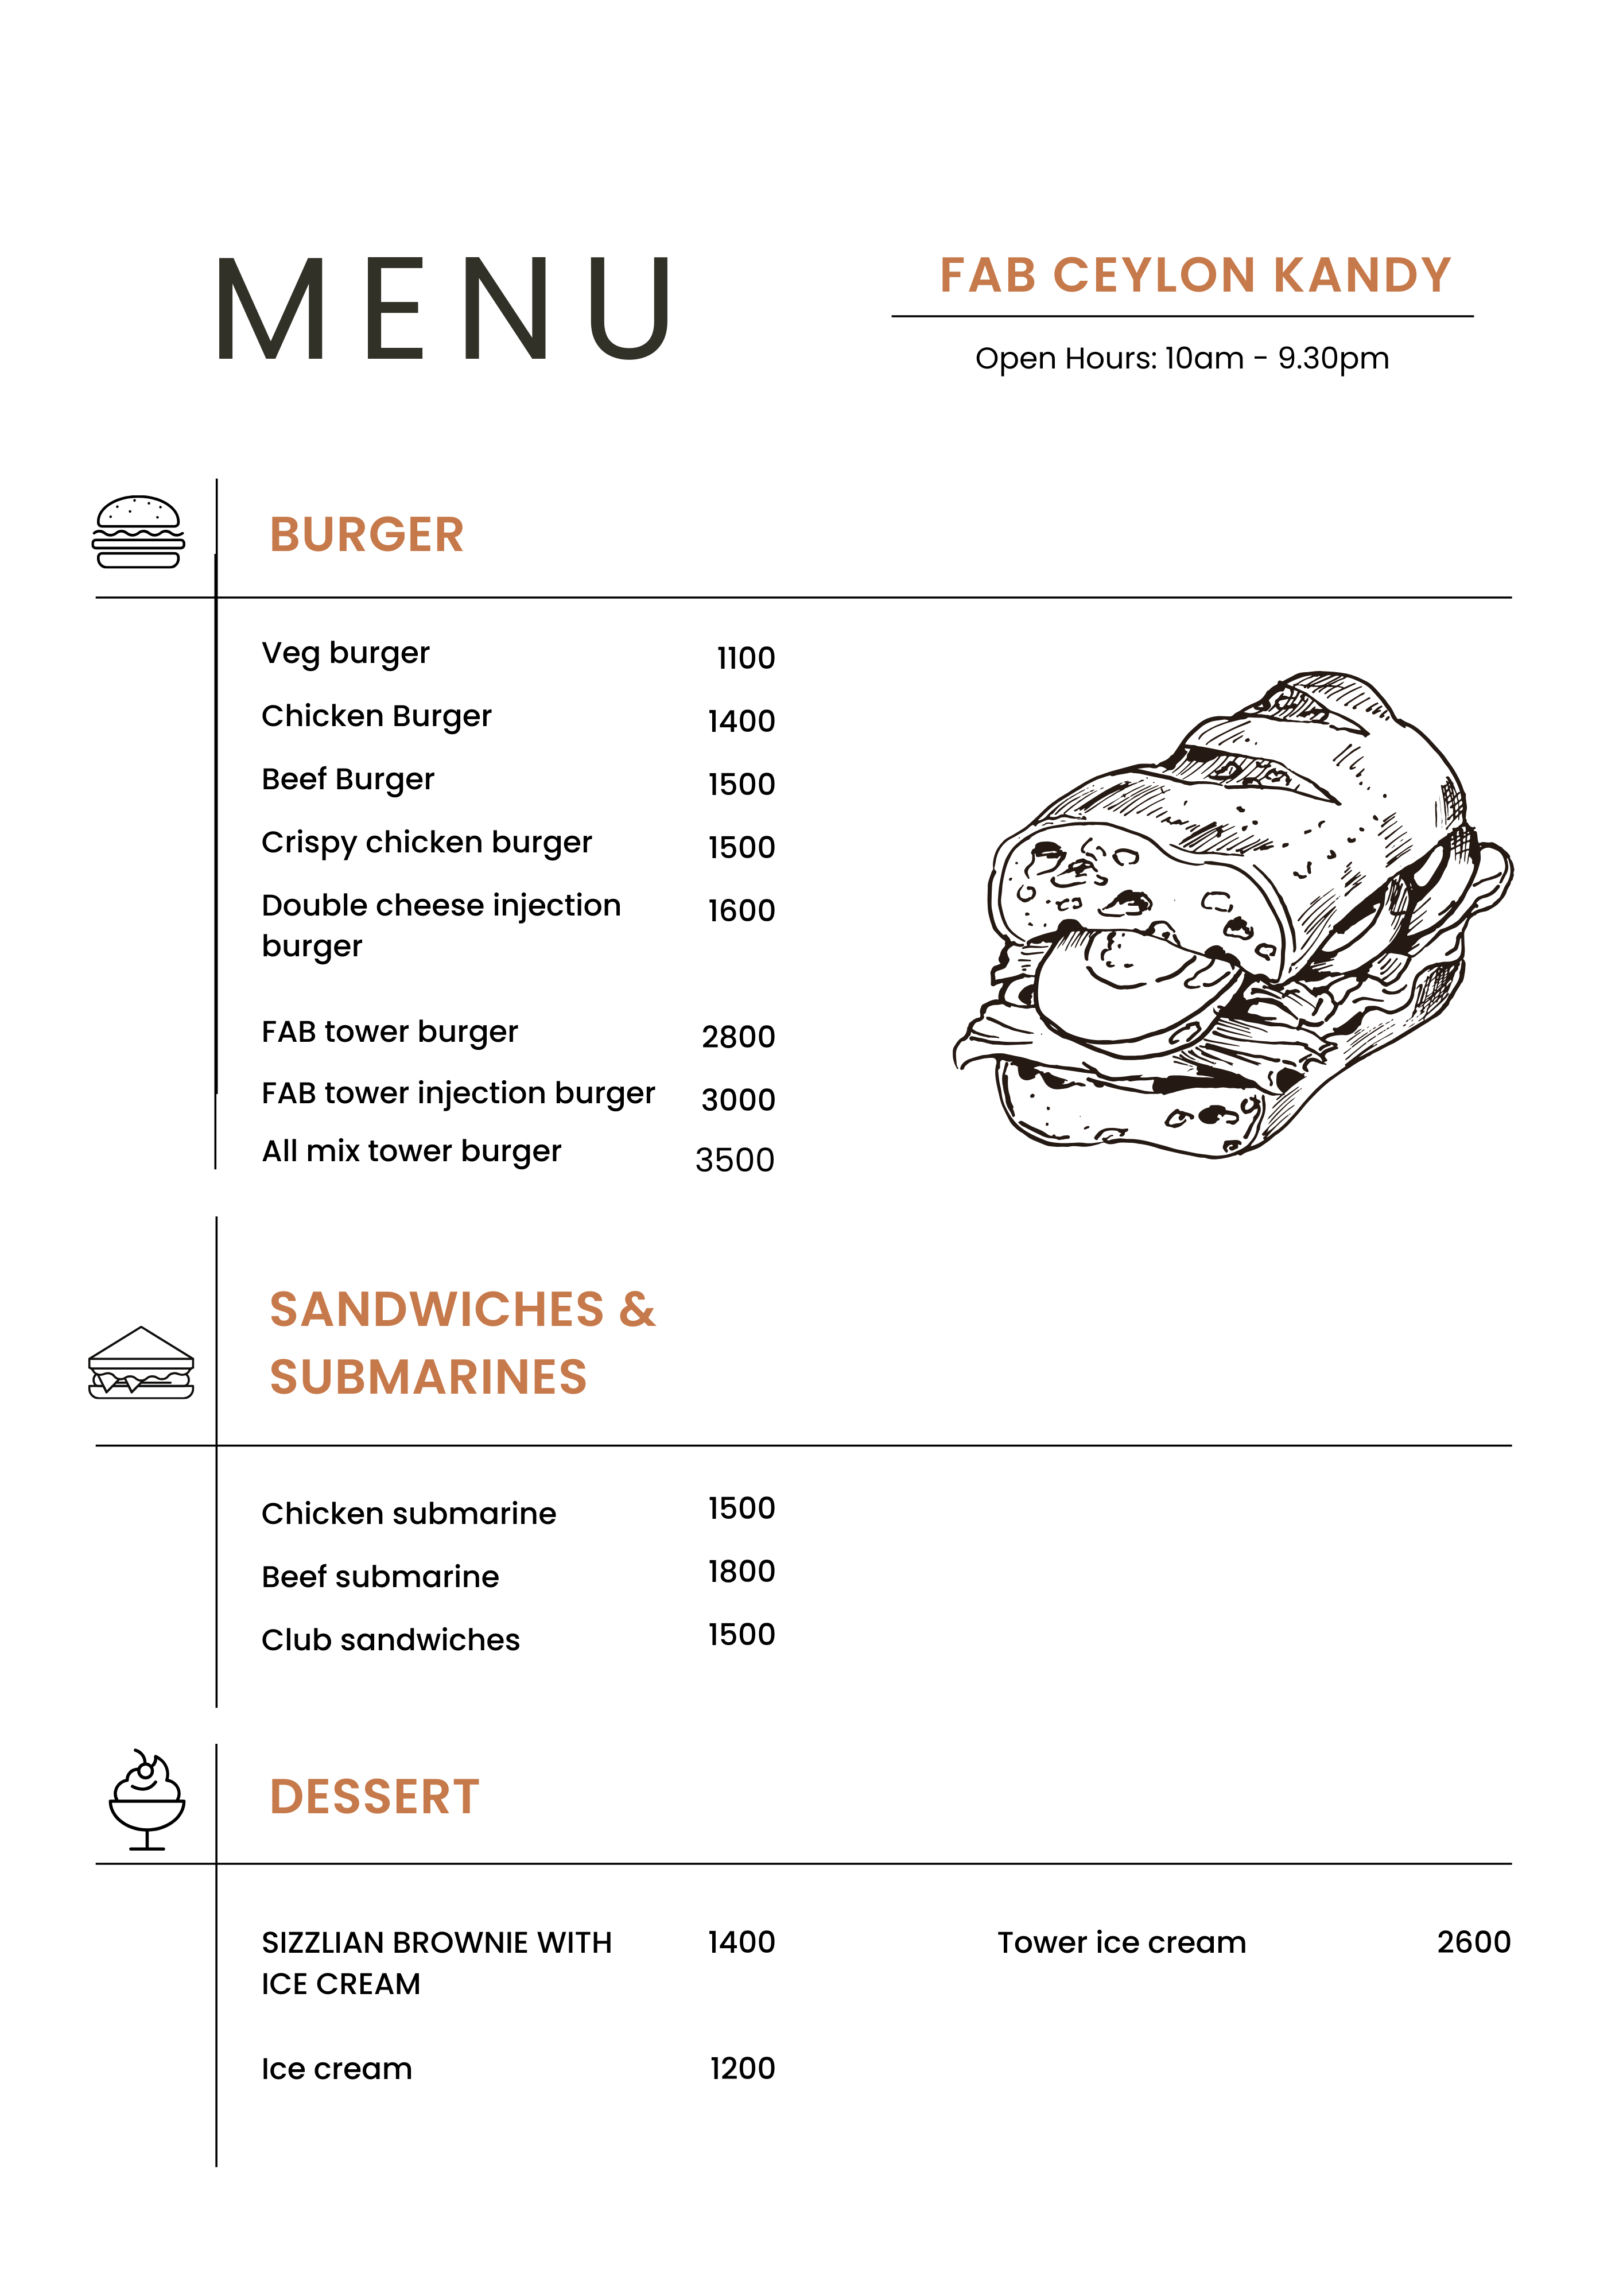 MENU
FAB CEYLON KANDY
Open Hours: 10am - 9.30pm
BURGER
Veg burger 1100
Chicken Burger 1400
Beef Burger 1500
Crispy chicken burger 1500
Double cheese injection 1600
burger
FAB tower burger 2800
FAB tower injection burger 3000
All mix tower burger 3500
SANDWICHES &
SUBMARINES
Chicken submarine 1500
Beef submarine 1800
Club sandwiches 1500
DESSERT
SIZZLIAN BROWNIE WITH 1400
ICE CREAM
Ice cream 1200
Tower ice cream 2600